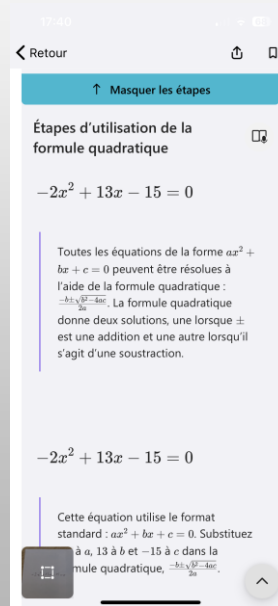 17:40
Retour
↑ Masquer les étapes
Étapes d'utilisation de la
formule quadratique
−2x² + 13x − 15 = 0
Toutes les équations de la forme ax² +
bx + c = 0 peuvent être résolues à
l'aide de la formule quadratique :
(−b±√(b²−4ac))/(2a). La formule quadratique
donne deux solutions, une lorsque ±
est une addition et une autre lorsqu'il
s'agit d'une soustraction.
−2x² + 13x − 15 = 0
Cette équation utilise le format
standard : ax² + bx + c = 0. Substituez
à a, 13 à b et −15 à c dans la
mule quadratique, (−b±√(b²−4ac))/(2a).